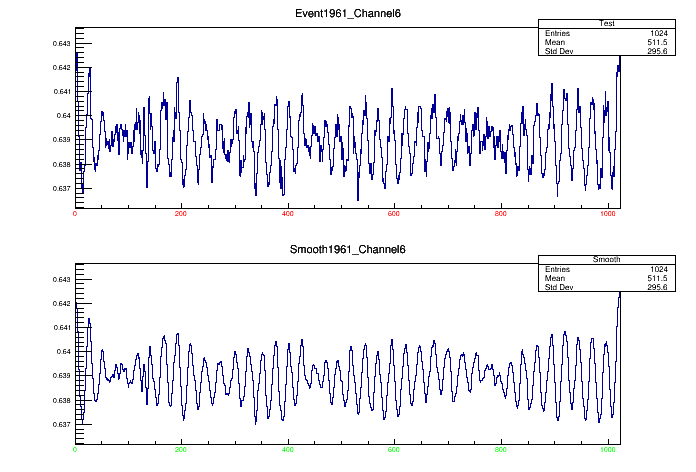 Event1961_Channel6
Test
Entries 1024
Mean 511.5
Std Dev 295.6
0.643
0.642
0.641
0.64
0.639
0.638
0.637
0 200 400 600 800 1000
Smooth1961_Channel6
Smooth
Entries 1024
Mean 511.5
Std Dev 295.6
0.643
0.642
0.641
0.64
0.639
0.638
0.637
0 200 400 600 800 1000